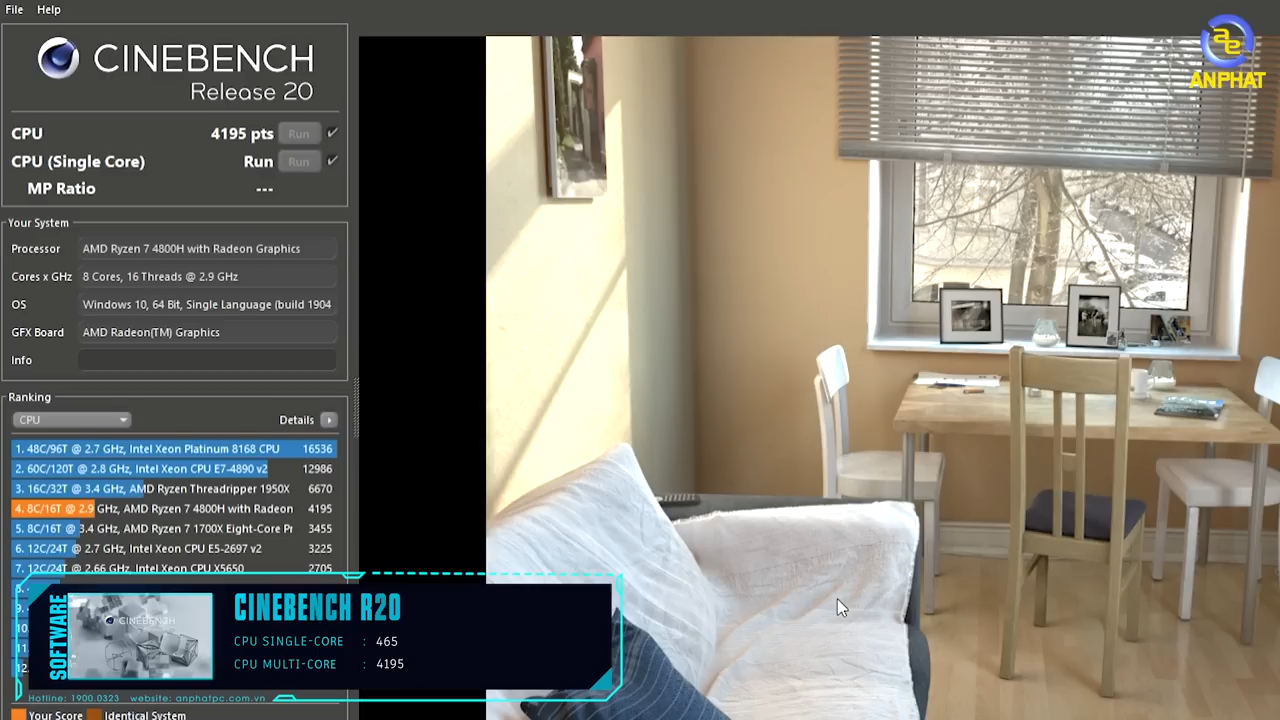 File Help
CINEBENCH
Release 20
CPU 4195 pts Run
CPU (Single Core) Run Run
MP Ratio ---
Your System
Processor AMD Ryzen 7 4800H with Radeon Graphics
Cores x GHz 8 Cores, 16 Threads @ 2.9 GHz
OS Windows 10, 64 Bit, Single Language (build 1904
GFX Board AMD Radeon(TM) Graphics
Info
Ranking
CPU Details
1. 48C/96T @ 2.7 GHz, Intel Xeon Platinum 8168 CPU 16536
2. 60C/120T @ 2.8 GHz, Intel Xeon CPU E7-4890 v2 12986
3. 16C/32T @ 3.4 GHz, AMD Ryzen Threadripper 1950X 6670
4. 8C/16T @ 2.9 GHz, AMD Ryzen 7 4800H with Radeon 4195
5. 8C/16T @ 3.4 GHz, AMD Ryzen 7 1700X Eight-Core Pr 3455
6. 12C/24T @ 2.7 GHz, Intel Xeon CPU E5-2697 v2 3225
7. 12C/24T @ 2.66 GHz, Intel Xeon CPU X5650 2705
SOFTWARE
CINEBENCH
CINEBENCH R20
CPU SINGLE-CORE : 465
CPU MULTI-CORE : 4195
Hotline: 1900.0323 website: anphatpc.com.vn
Your Score Identical System
ae
ANPHAT